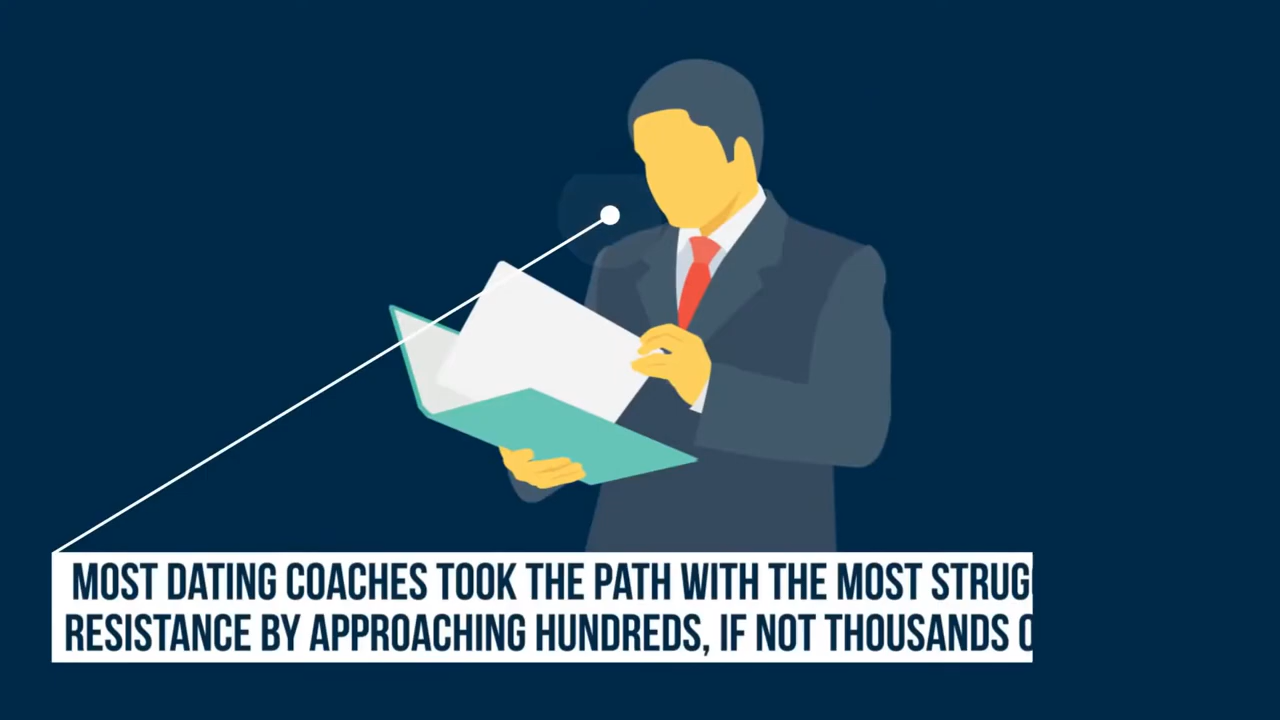 MOST DATING COACHES TOOK THE PATH WITH THE MOST
RESISTANCE BY APPROACHING HUNDREDS, IF NOT THOUSANDS